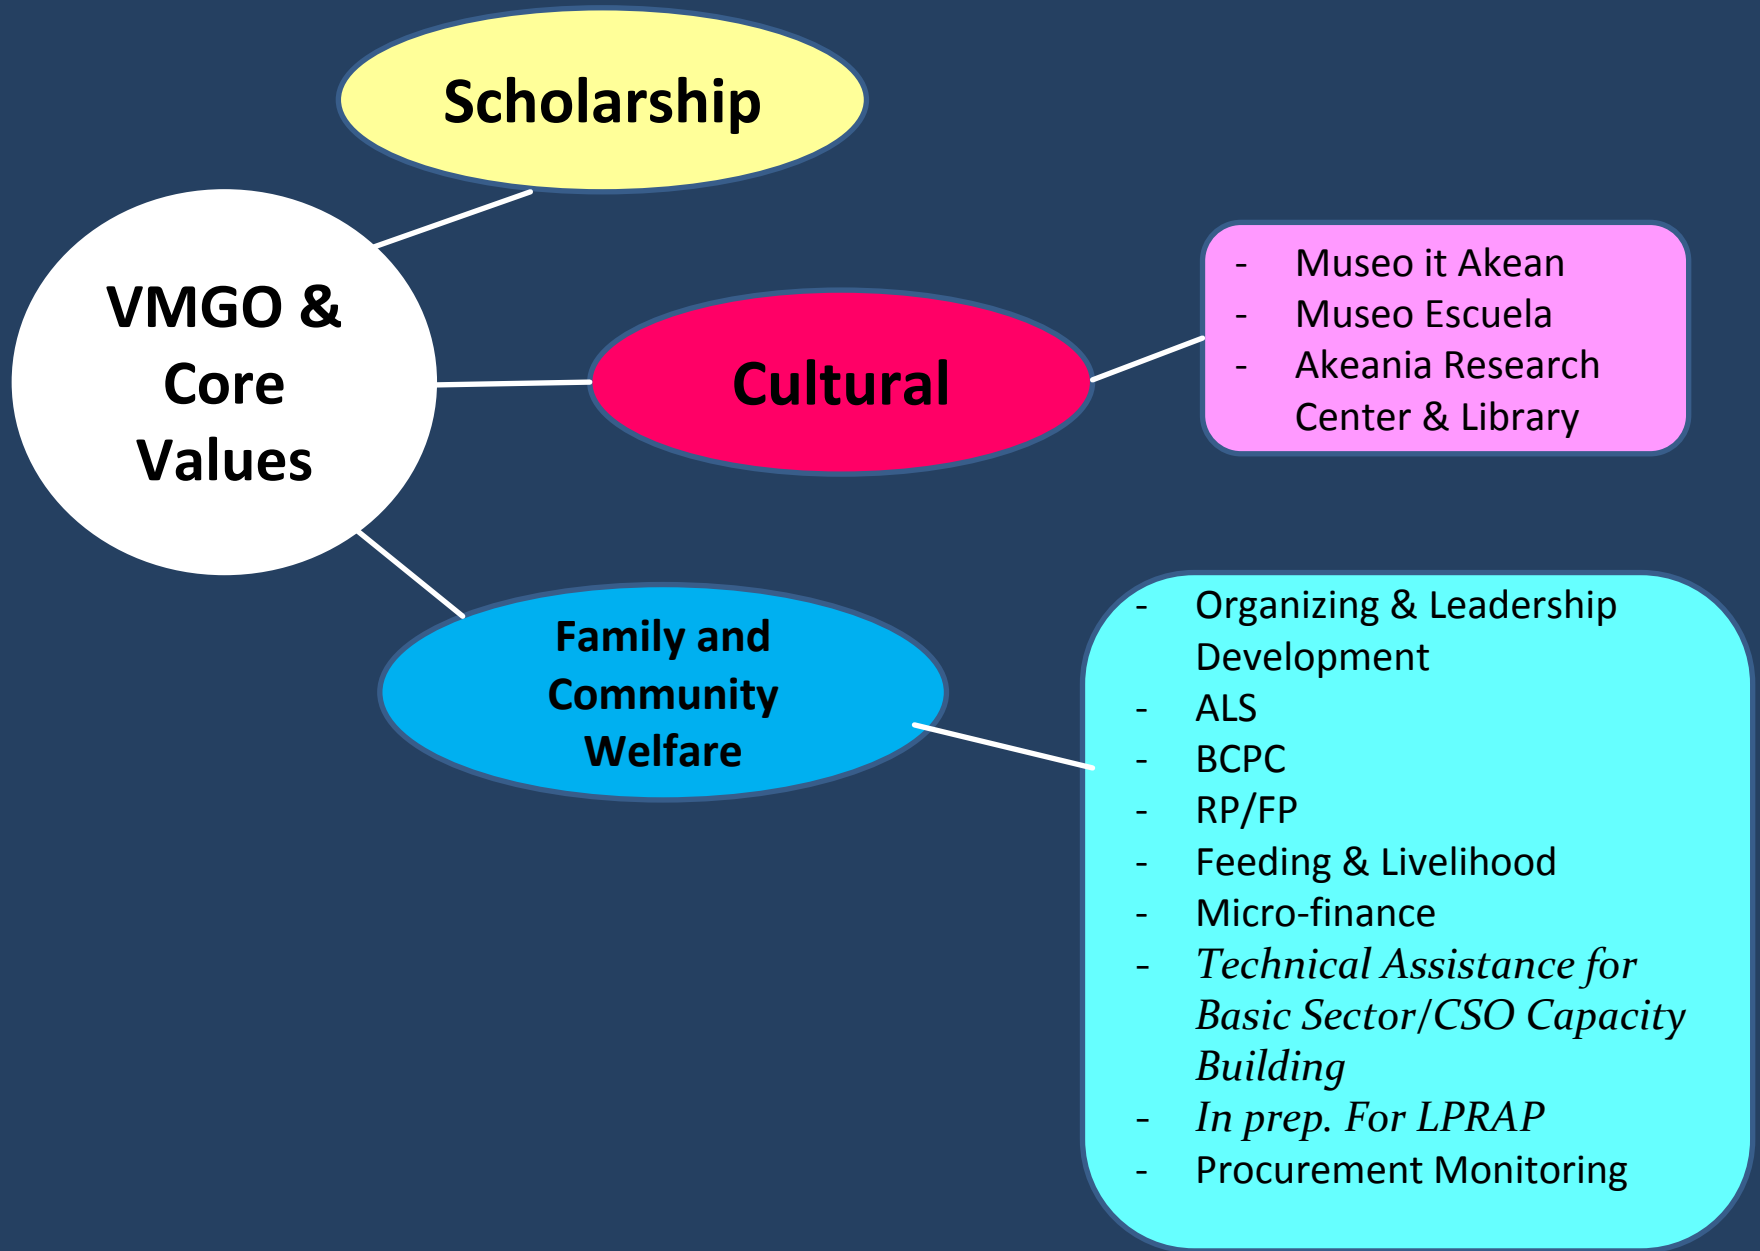 Scholarship
VMGO &
Core
Values
Cultural
- Museo it Akean
- Museo Escuela
- Akeania Research
Center & Library
Family and
Community
Welfare
- Organizing & Leadership
Development
- ALS
- BCPC
- RP/FP
- Feeding & Livelihood
- Micro-finance
- Technical Assistance for
Basic Sector/CSO Capacity
Building
- In prep. For LPRAP
- Procurement Monitoring